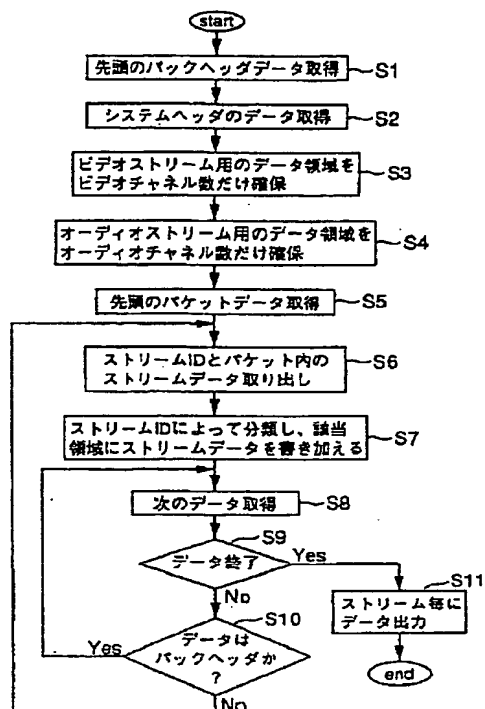 start
先頭のパックヘッダデータ取得
S1
システムヘッダのデータ取得
S2
ビデオストリーム用のデータ領域を
ビデオチャネル数だけ確保
S3
オーディオストリーム用のデータ領域を
オーディオチャネル数だけ確保
S4
先頭のパケットデータ取得
S5
ストリームIDとパケット内の
ストリームデータ取り出し
S6
ストリームIDによって分類し、該当
領域にストリームデータを書き加える
S7
次のデータ取得
S8
S9
データ終了
Yes
No
S11
ストリーム毎に
データ出力
end
S10
データは
パックヘッダか
?
Yes
No